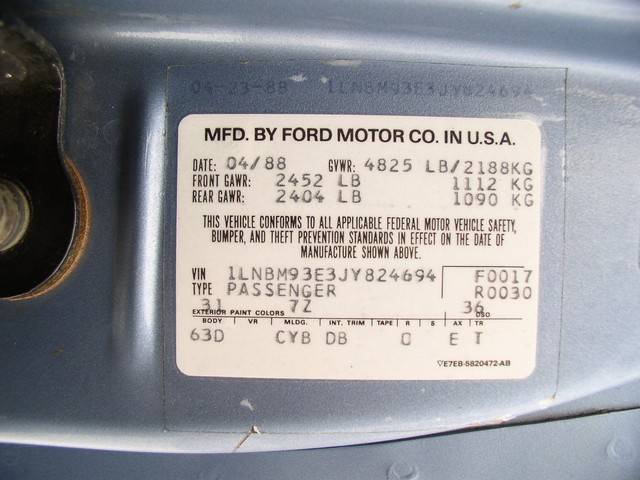 04-23-88 1LNBM93E3JY824694
MFD. BY FORD MOTOR CO. IN U.S.A.
DATE: 04/88 GVWR: 4825 LB/2188KG
FRONT GAWR: 2452 LB 1112 KG
REAR GAWR: 2404 LB 1090 KG
THIS VEHICLE CONFORMS TO ALL APPLICABLE FEDERAL MOTOR VEHICLE SAFETY,
BUMPER, AND THEFT PREVENTION STANDARDS IN EFFECT ON THE DATE OF
MANUFACTURE SHOWN ABOVE.
VIN 1LNBM93E3JY824694 F0017
TYPE PASSENGER R0030
31 7Z 36
EXTERIOR PAINT COLORS DSO
BODY VR MLDG. INT. TRIM TAPE R S AX TR
63D CYB DB O E T
▽E7EB-5820472-AB